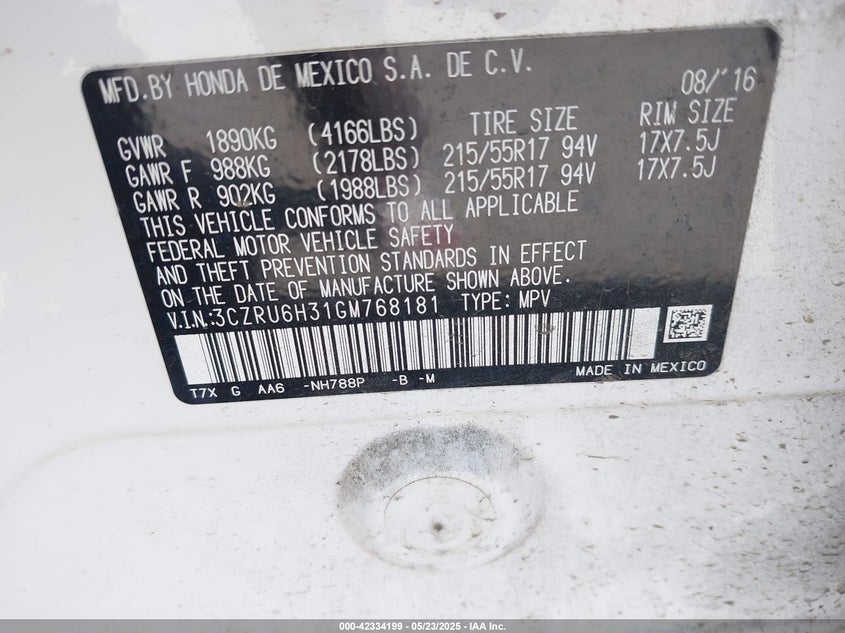 MFD.BY HONDA DE MEXICO S.A. DE C.V. 08/'16
TIRE SIZE RIM SIZE
GVWR 1890KG (4166LBS)
GAWR F 988KG (2178LBS) 215/55R17 94V 17X7.5J
GAWR R 902KG (1988LBS) 215/55R17 94V 17X7.5J
THIS VEHICLE CONFORMS TO ALL APPLICABLE
FEDERAL MOTOR VEHICLE SAFETY
AND THEFT PREVENTION STANDARDS IN EFFECT
ON THE DATE OF MANUFACTURE SHOWN ABOVE.
V.I.N.:3CZRU6H31GM768181 TYPE: MPV
T7X G AA6 -NH788P -B -M MADE IN MEXICO
000-42334199 - 05/23/2025 - IAA Inc.